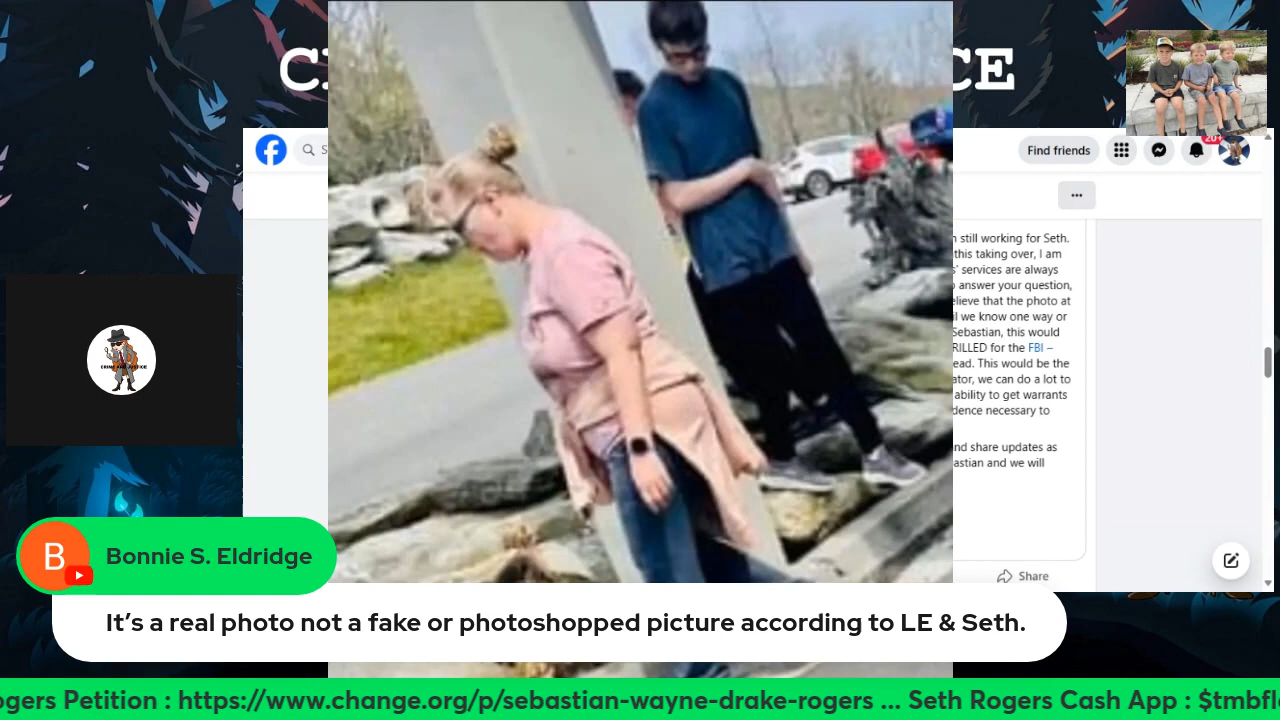 CE
Find friends
still working for Seth.
this taking over, I am
services are always
answer your question,
elieve that the photo at
we know one way or
Sebastian, this would
RILLED for the FBI –
ead. This would be the
ator, we can do a lot to
ability to get warrants
dence necessary to
nd share updates as
astian and we will
Share
CRIME AND JUSTICE
B
Bonnie S. Eldridge
It's a real photo not a fake or photoshopped picture according to LE & Seth.
ogers Petition : https://www.change.org/p/sebastian-wayne-drake-rogers ... Seth Rogers Cash App : $tmbfl